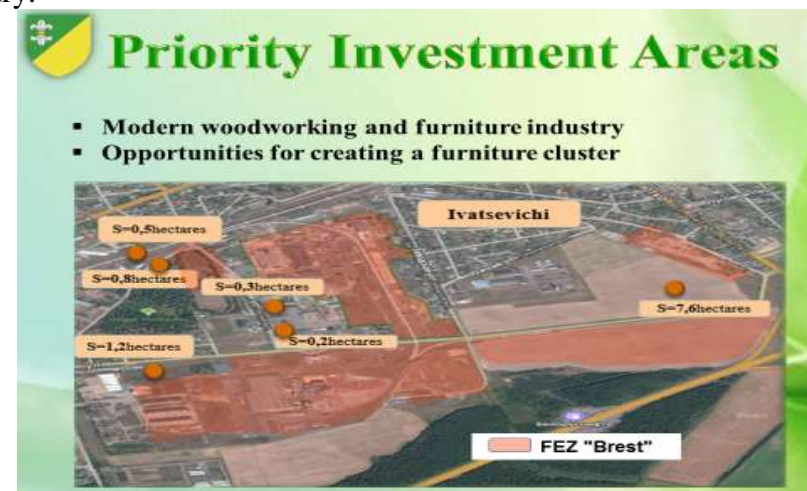 ry.
Priority Investment Areas
▪ Modern woodworking and furniture industry
▪ Opportunities for creating a furniture cluster
Ivatsevichi
S=0,5hectares
S=0,8hectares
S=0,3hectares
S=7,6hectares
S=0,2hectares
S=1,2hectares
FEZ "Brest"